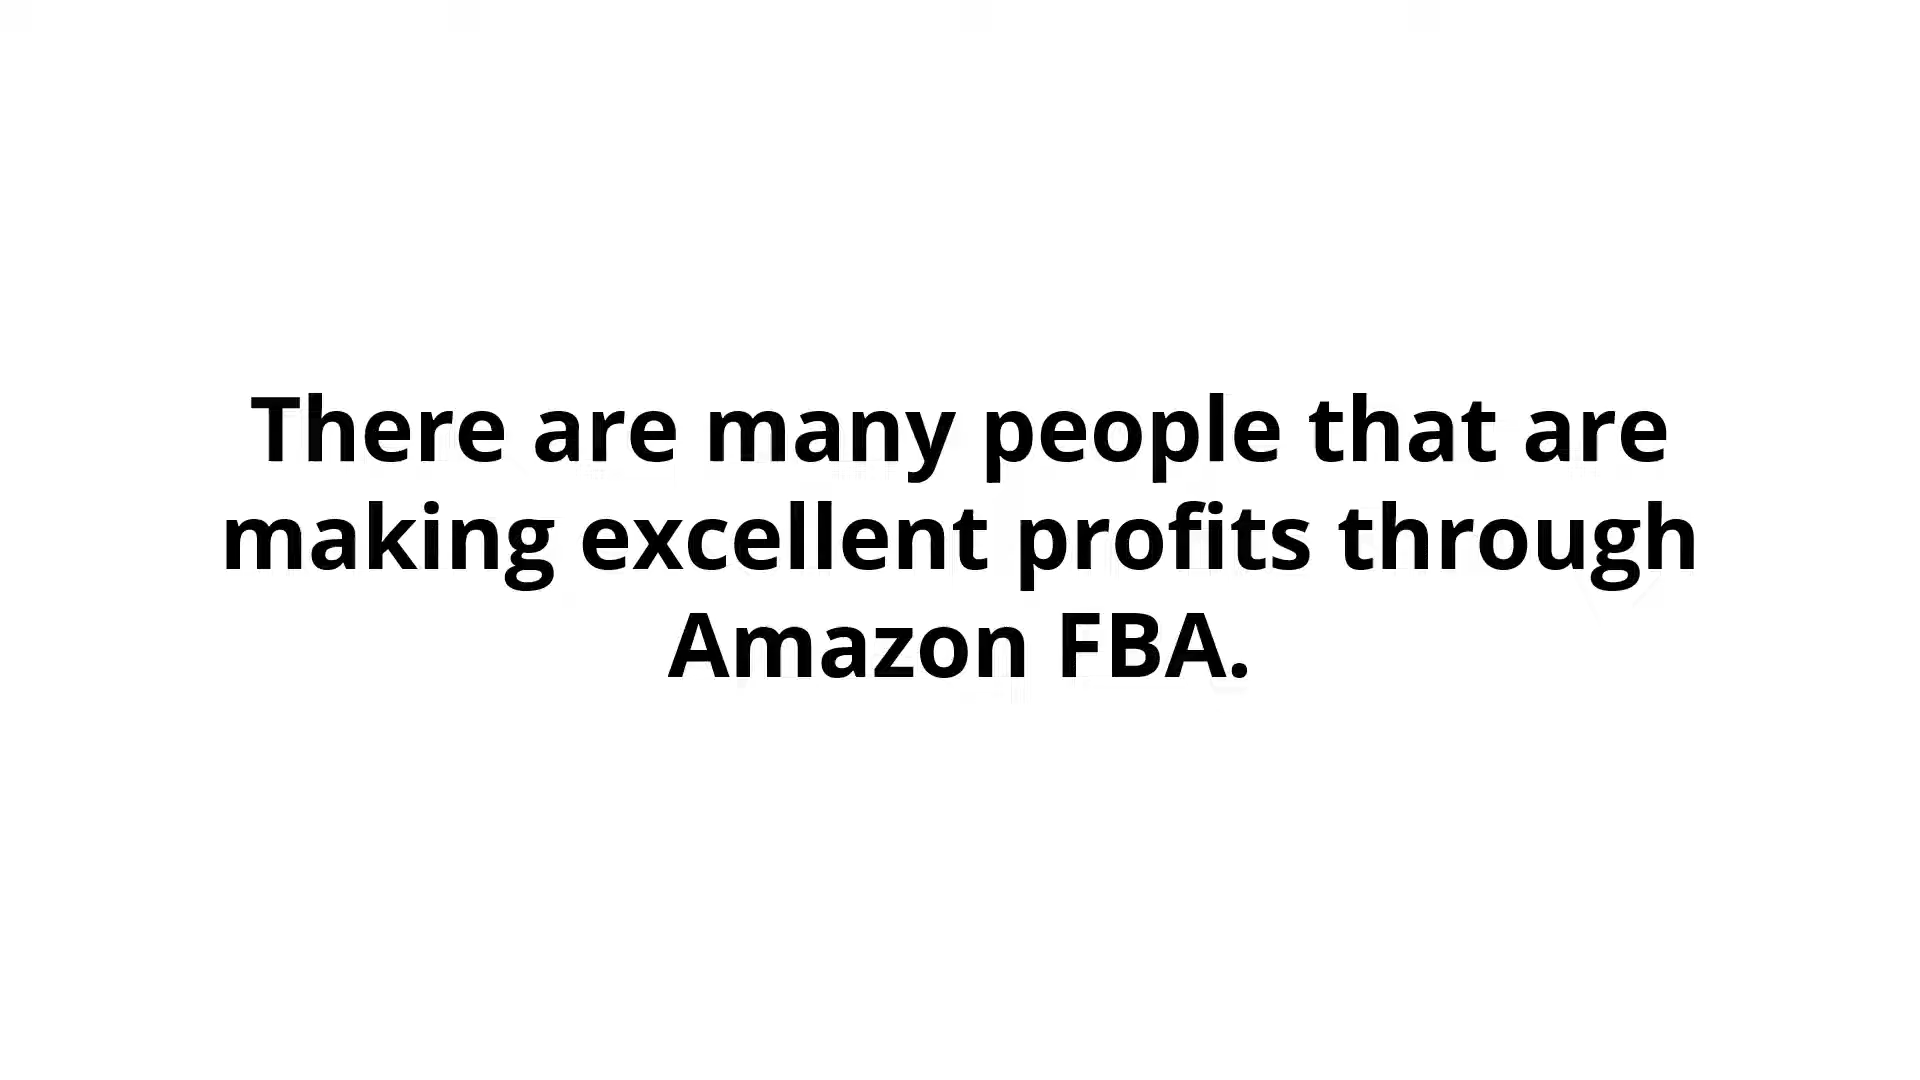 There are many people that are
making excellent profits through
Amazon FBA.